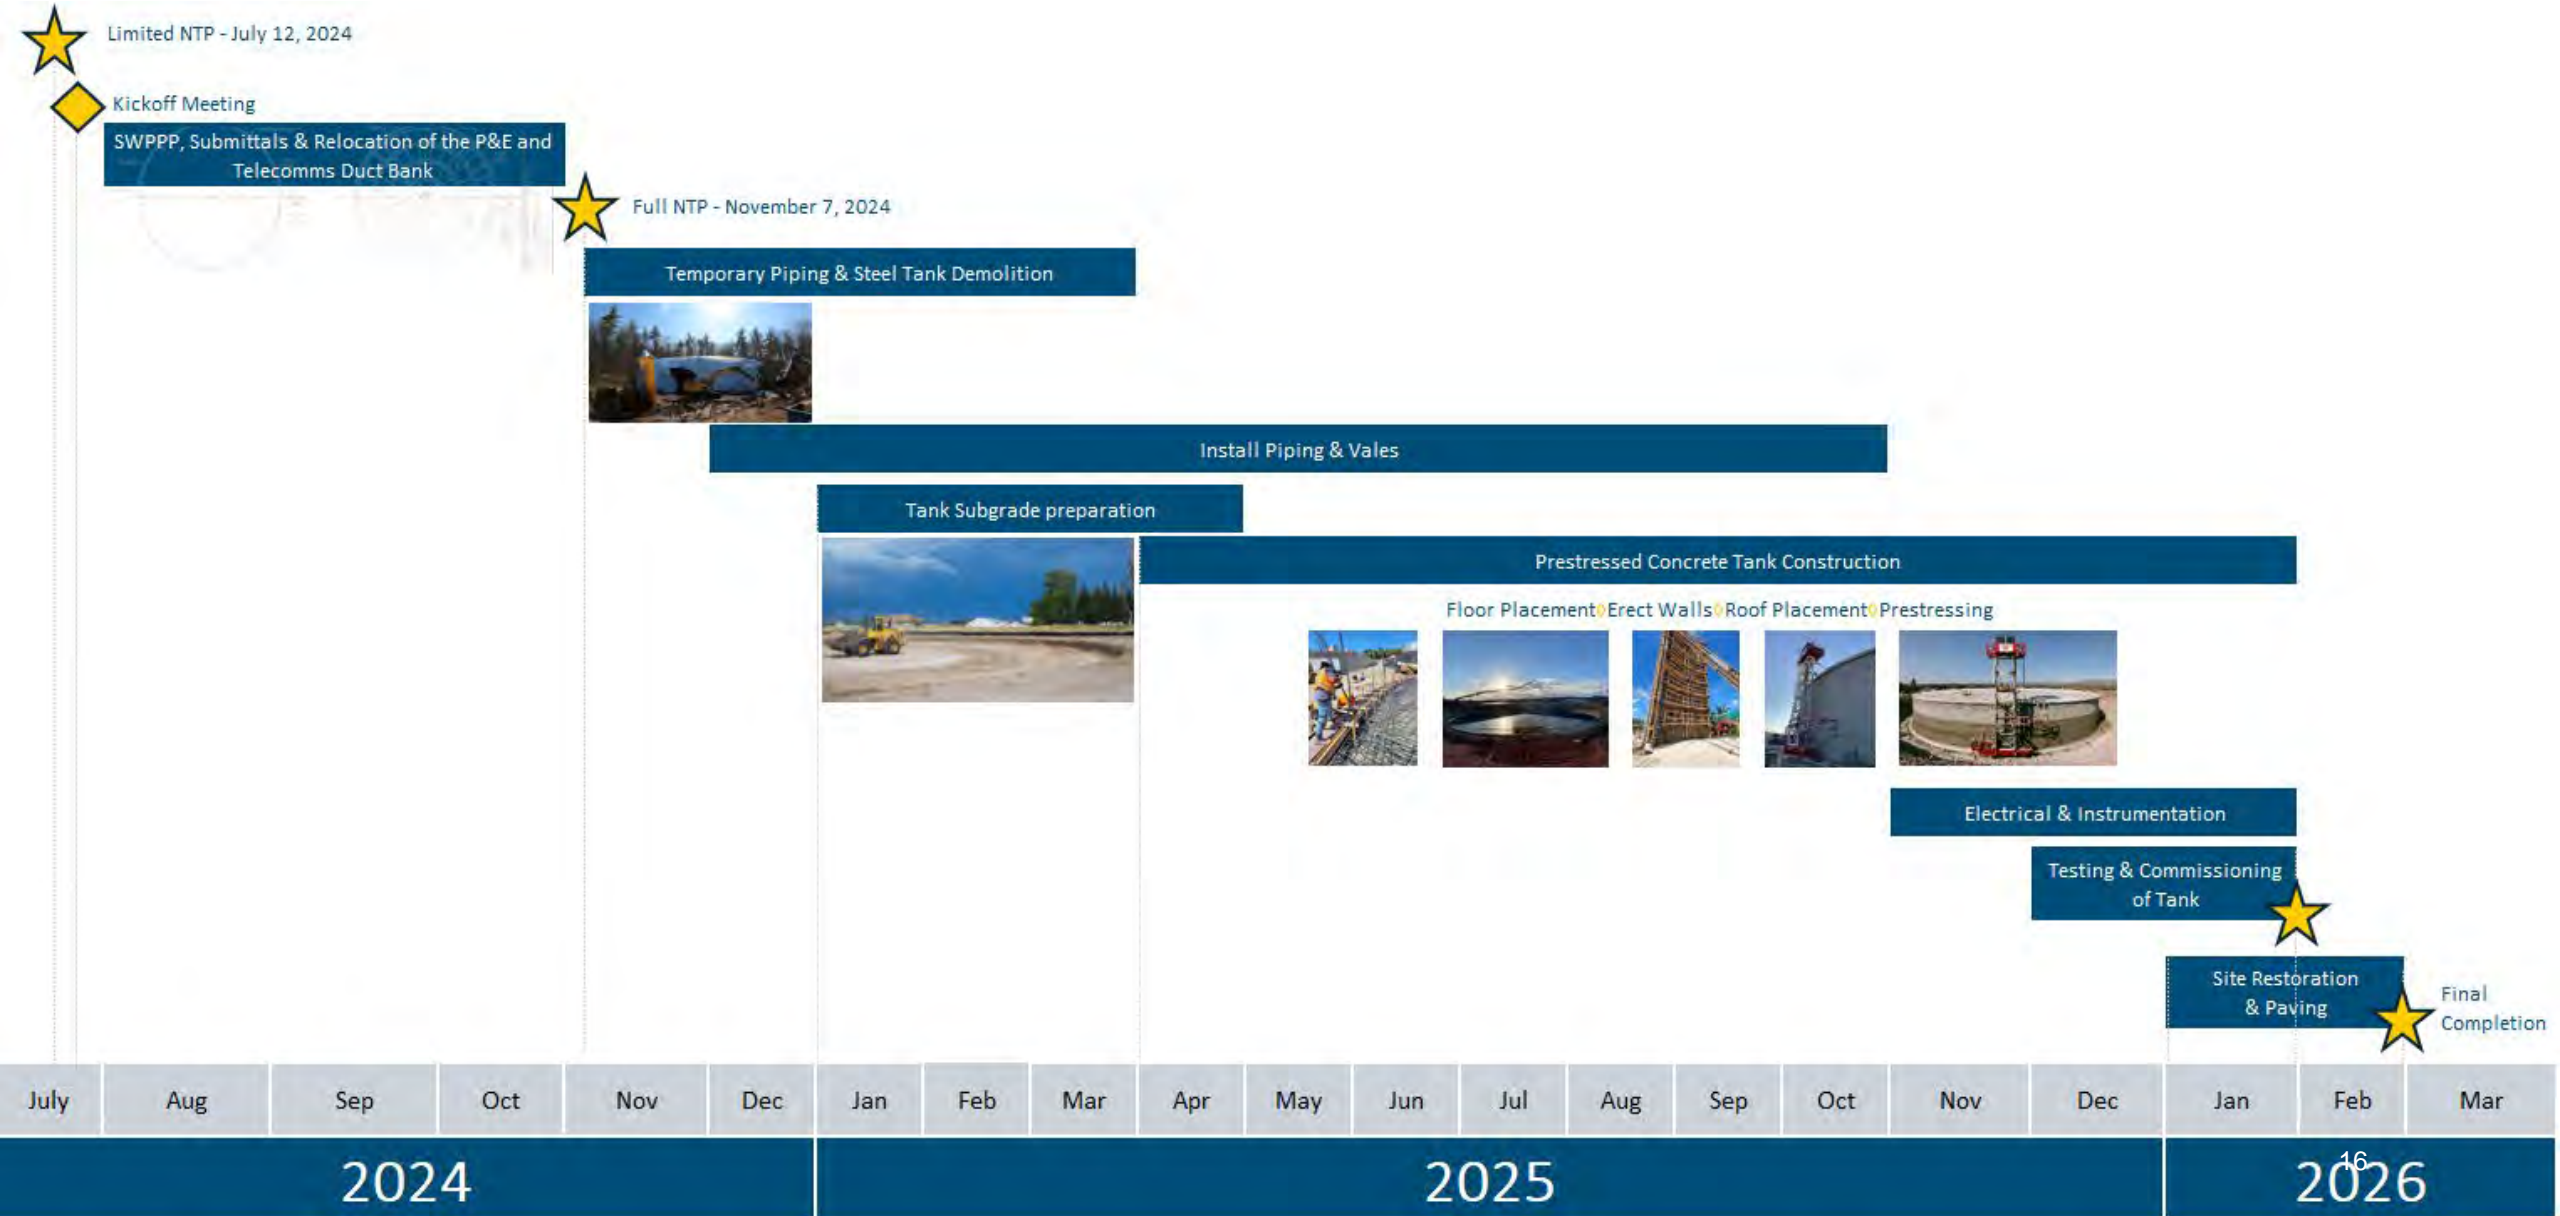 Limited NTP - July 12, 2024
Kickoff Meeting
SWPPP, Submittals & Relocation of the P&E and
Telecomms Duct Bank
Full NTP - November 7, 2024
Temporary Piping & Steel Tank Demolition
Install Piping & Vales
Tank Subgrade preparation
Prestressed Concrete Tank Construction
Floor Placement◊Erect Walls◊Roof Placement◊Prestressing
Electrical & Instrumentation
Testing & Commissioning
of Tank
Site Restoration
& Paving
Final
Completion
July Aug Sep Oct Nov Dec Jan Feb Mar Apr May Jun Jul Aug Sep Oct Nov Dec Jan Feb Mar
2024 2025 2026
16